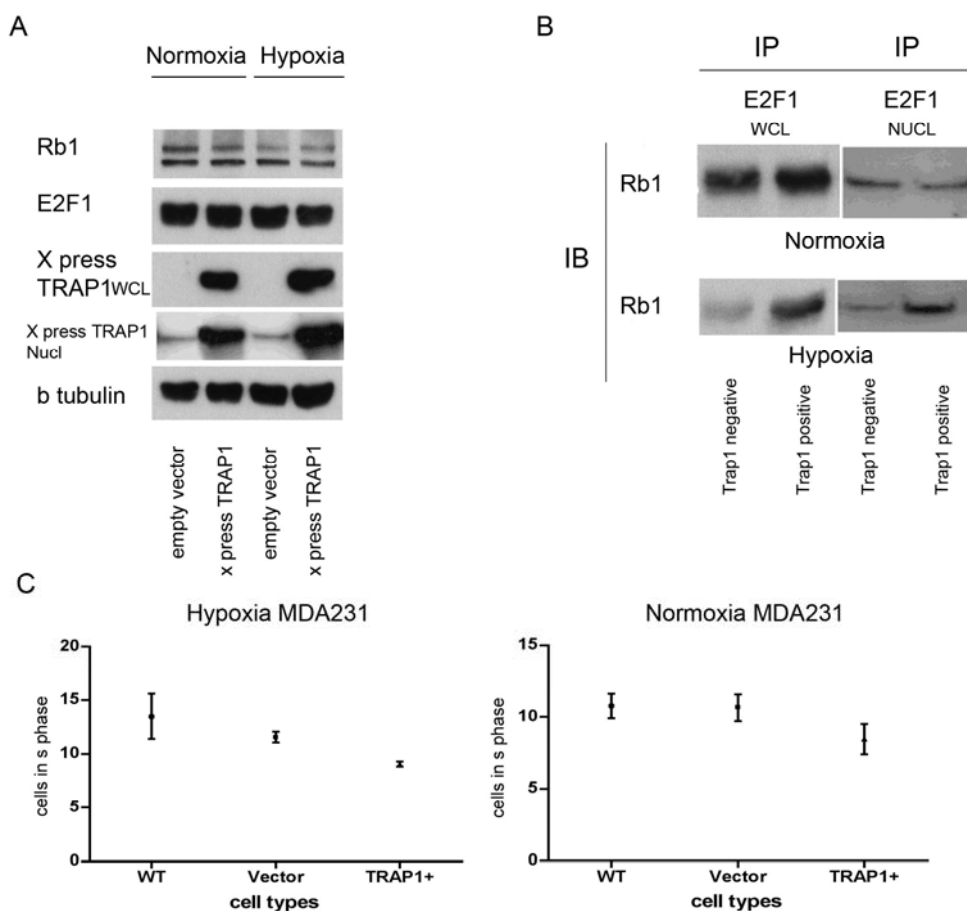 A
Normoxia Hypoxia
Rb1
E2F1
X press
TRAP1WCL
X press TRAP1
Nucl
b tubulin
empty vector
x press TRAP1
empty vector
x press TRAP1
B
IP IP
E2F1 E2F1
WCL NUCL
IB
Rb1
Normoxia
Rb1
Hypoxia
Trap1 negative
Trap1 positive
Trap1 negative
Trap1 positive
C
Hypoxia MDA231
20
15
10
5
0
cells in s phase
WT Vector TRAP1+
cell types
Normoxia MDA231
15
10
5
0
cells in s phase
WT Vector TRAP1+
cell types